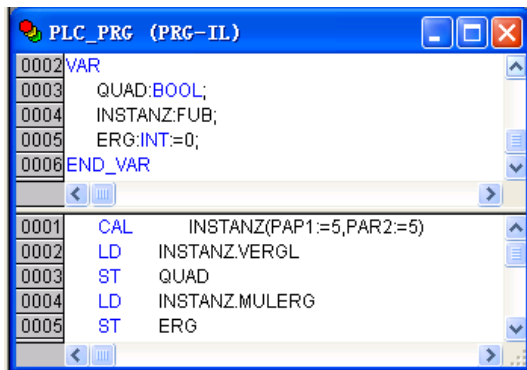 PLC_PRG (PRG-IL)
0002 VAR
0003 QUAD:BOOL;
0004 INSTANZ:FUB;
0005 ERG:INT:=0;
0006 END_VAR
0001 CAL INSTANZ(PAP1:=5,PAR2:=5)
0002 LD INSTANZ.VERGL
0003 ST QUAD
0004 LD INSTANZ.MULERG
0005 ST ERG